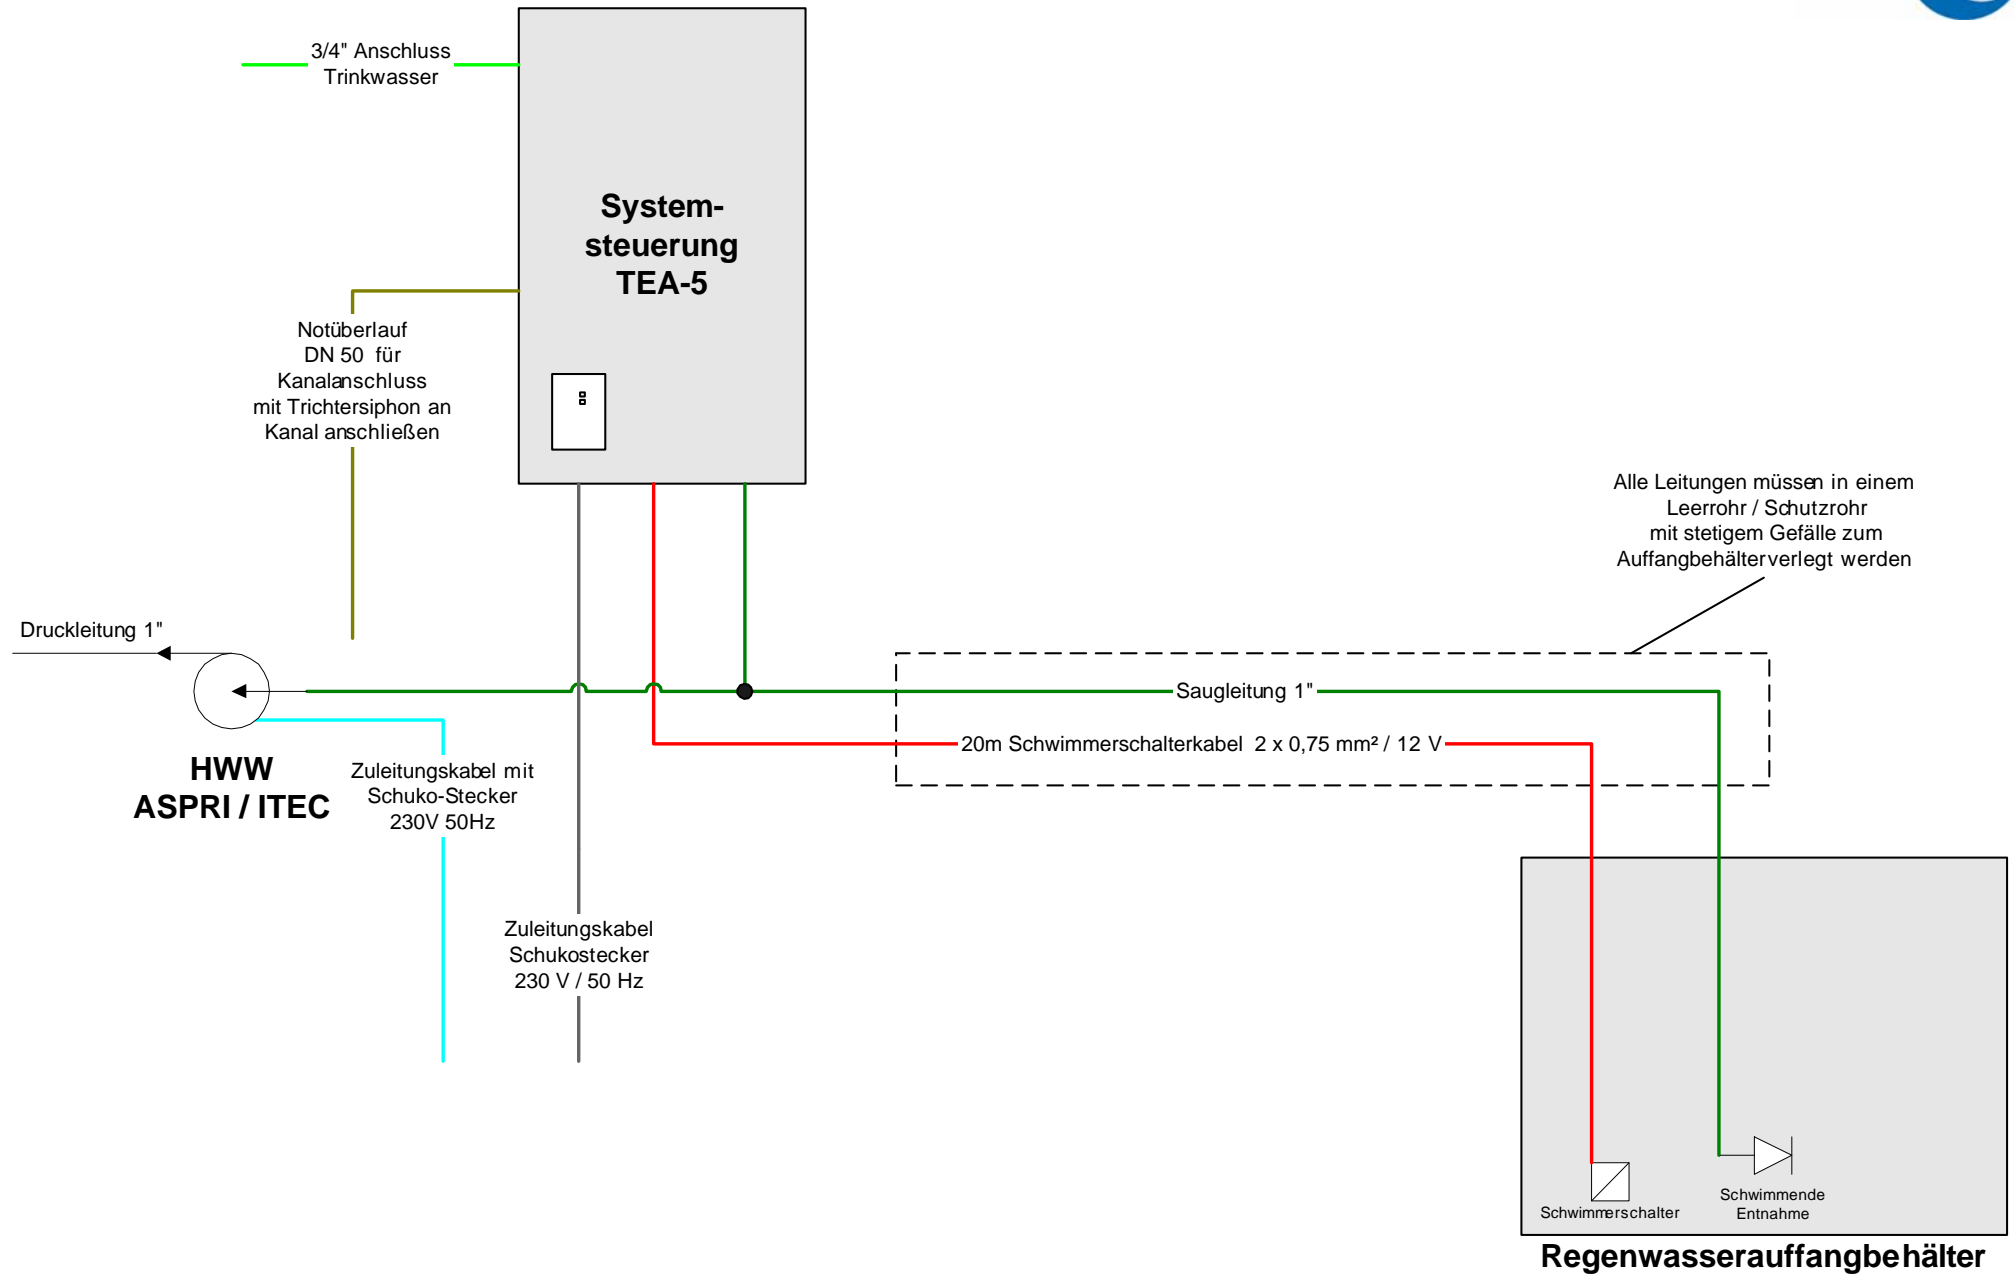 3/4" Anschluss
Trinkwasser
System-
steuerung
TEA-5
Notüberlauf
DN 50 für
Kanalanschluss
mit Trichtersiphon an
Kanal anschließen
Alle Leitungen müssen in einem
Leerrohr / Schutzrohr
mit stetigem Gefälle zum
Auffangbehälter verlegt werden
Druckleitung 1"
Saugleitung 1"
20m Schwimmerschalterkabel 2 x 0,75 mm² / 12 V
HWW
ASPRI / ITEC
Zuleitungskabel mit
Schuko-Stecker
230V 50Hz
Zuleitungskabel
Schukostecker
230 V / 50 Hz
Schwimmerschalter
Schwimmende
Entnahme
Regenwasserauffangbehälter